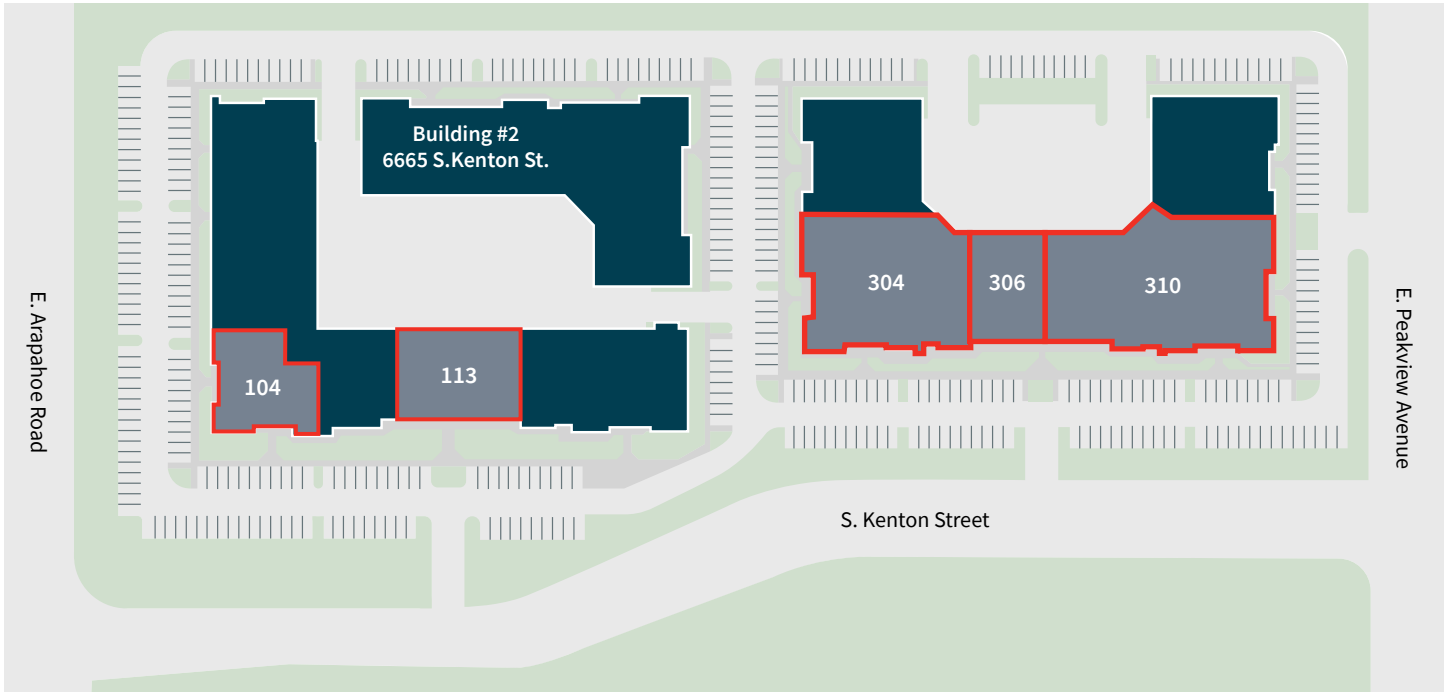 Building #2
6665 S.Kenton St.
304
306
310
104
113
E. Arapahoe Road
E. Peakview Avenue
S. Kenton Street